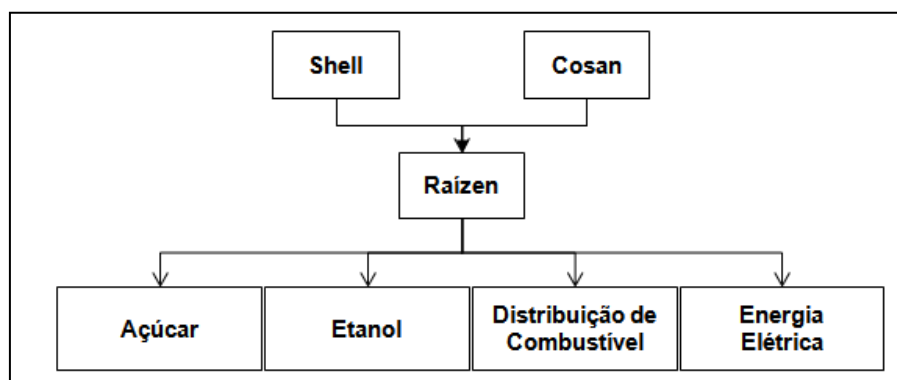 Shell
Cosan
Raízen
Açúcar
Etanol
Distribuição de
Combustível
Energia
Elétrica